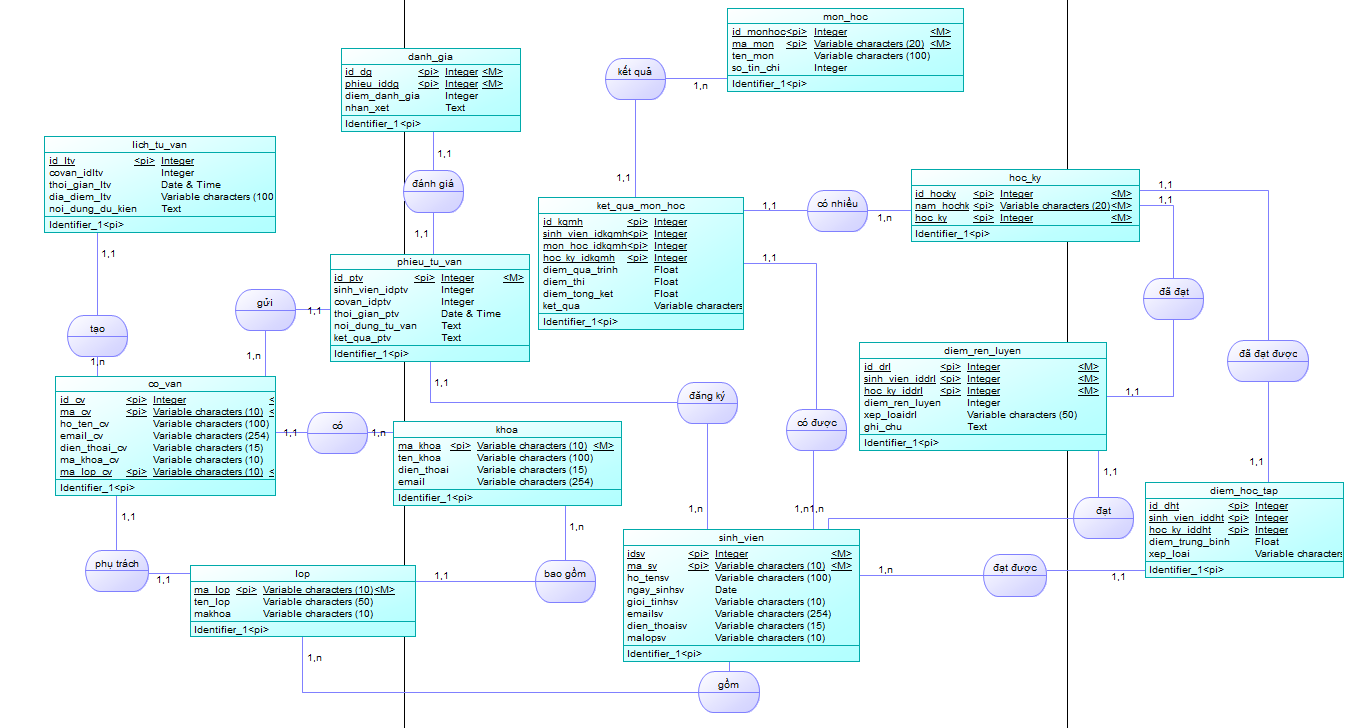 mon_hoc
id_monhoc <pi> Integer <M>
ma_mon <pi> Variable characters (20) <M>
ten_mon Variable characters (100)
so_tin_chi Integer
Identifier_1 <pi>
kết quả
1,n
1,1
danh_gia
id_dg <pi> Integer <M>
phieu_iddg <pi> Integer <M>
diem_danh_gia Integer
nhan_xet Text
Identifier_1 <pi>
1,1
đánh giá
1,1
lich_tu_van
id_ltv <pi> Integer
covan_idltv Integer
thoi_gian_ltv Date & Time
dia_diem_ltv Variable characters (100
noi_dung_du_kien Text
Identifier_1 <pi>
1,1
tạo
1,n
hoc_ky
id_hocky <pi> Integer <M>
nam_hochk <pi> Variable characters (20) <M>
hoc_ky <pi> Integer <M>
Identifier_1 <pi>
1,1
1,1
ket_qua_mon_hoc
id_kqmh <pi> Integer
sinh_vien_idkqmh <pi> Integer
mon_hoc_idkqmh <pi> Integer
hoc_ky_idkqmh <pi> Integer
diem_qua_trinh Float
diem_thi Float
diem_tong_ket Float
ket_qua Variable characters
Identifier_1 <pi>
1,1
có nhiều
1,n
1,1
phieu_tu_van
id_ptv <pi> Integer <M>
sinh_vien_idptv Integer
covan_idptv Integer
thoi_gian_ptv Date & Time
noi_dung_tu_van Text
ket_qua_ptv Text
Identifier_1 <pi>
gửi
1,1
1,n
1,1
đã đạt
1,1
đã đạt được
1,1
diem_ren_luyen
id_drl <pi> Integer <M>
sinh_vien_iddrl <pi> Integer <M>
hoc_ky_iddrl <pi> Integer <M>
diem_ren_luyen Integer
xep_loaidrl Variable characters (50)
ghi_chu Text
Identifier_1 <pi>
1,1
co_van
id_cv <pi> Integer <
ma_cv <pi> Variable characters (10) <
ho_ten_cv Variable characters (100)
email_cv Variable characters (254)
dien_thoai_cv Variable characters (15)
ma_khoa_cv Variable characters (10)
ma_lop_cv <pi> Variable characters (10) <
Identifier_1 <pi>
1,1
có
1,n
khoa
ma_khoa <pi> Variable characters (10) <M>
ten_khoa Variable characters (100)
dien_thoai Variable characters (15)
email Variable characters (254)
Identifier_1 <pi>
1,n
đăng ký
1,n
có được
1,n
đạt
diem_hoc_tap
id_dht <pi> Integer
sinh_vien_iddht <pi> Integer
hoc_ky_iddht <pi> Integer
diem_trung_binh Float
xep_loai Variable characters
Identifier_1 <pi>
1,1
phụ trách
1,1
lop
ma_lop <pi> Variable characters (10) <M>
ten_lop Variable characters (50)
makhoa Variable characters (10)
Identifier_1 <pi>
1,1
bao gồm
1,n
sinh_vien
idsv <pi> Integer <M>
ma_sv <pi> Variable characters (10) <M>
ho_tensv Variable characters (100)
ngay_sinhsv Date
gioi_tinhsv Variable characters (10)
emailsv Variable characters (254)
dien_thoaisv Variable characters (15)
malopsv Variable characters (10)
Identifier_1 <pi>
1,n
đạt được
1,1
gồm